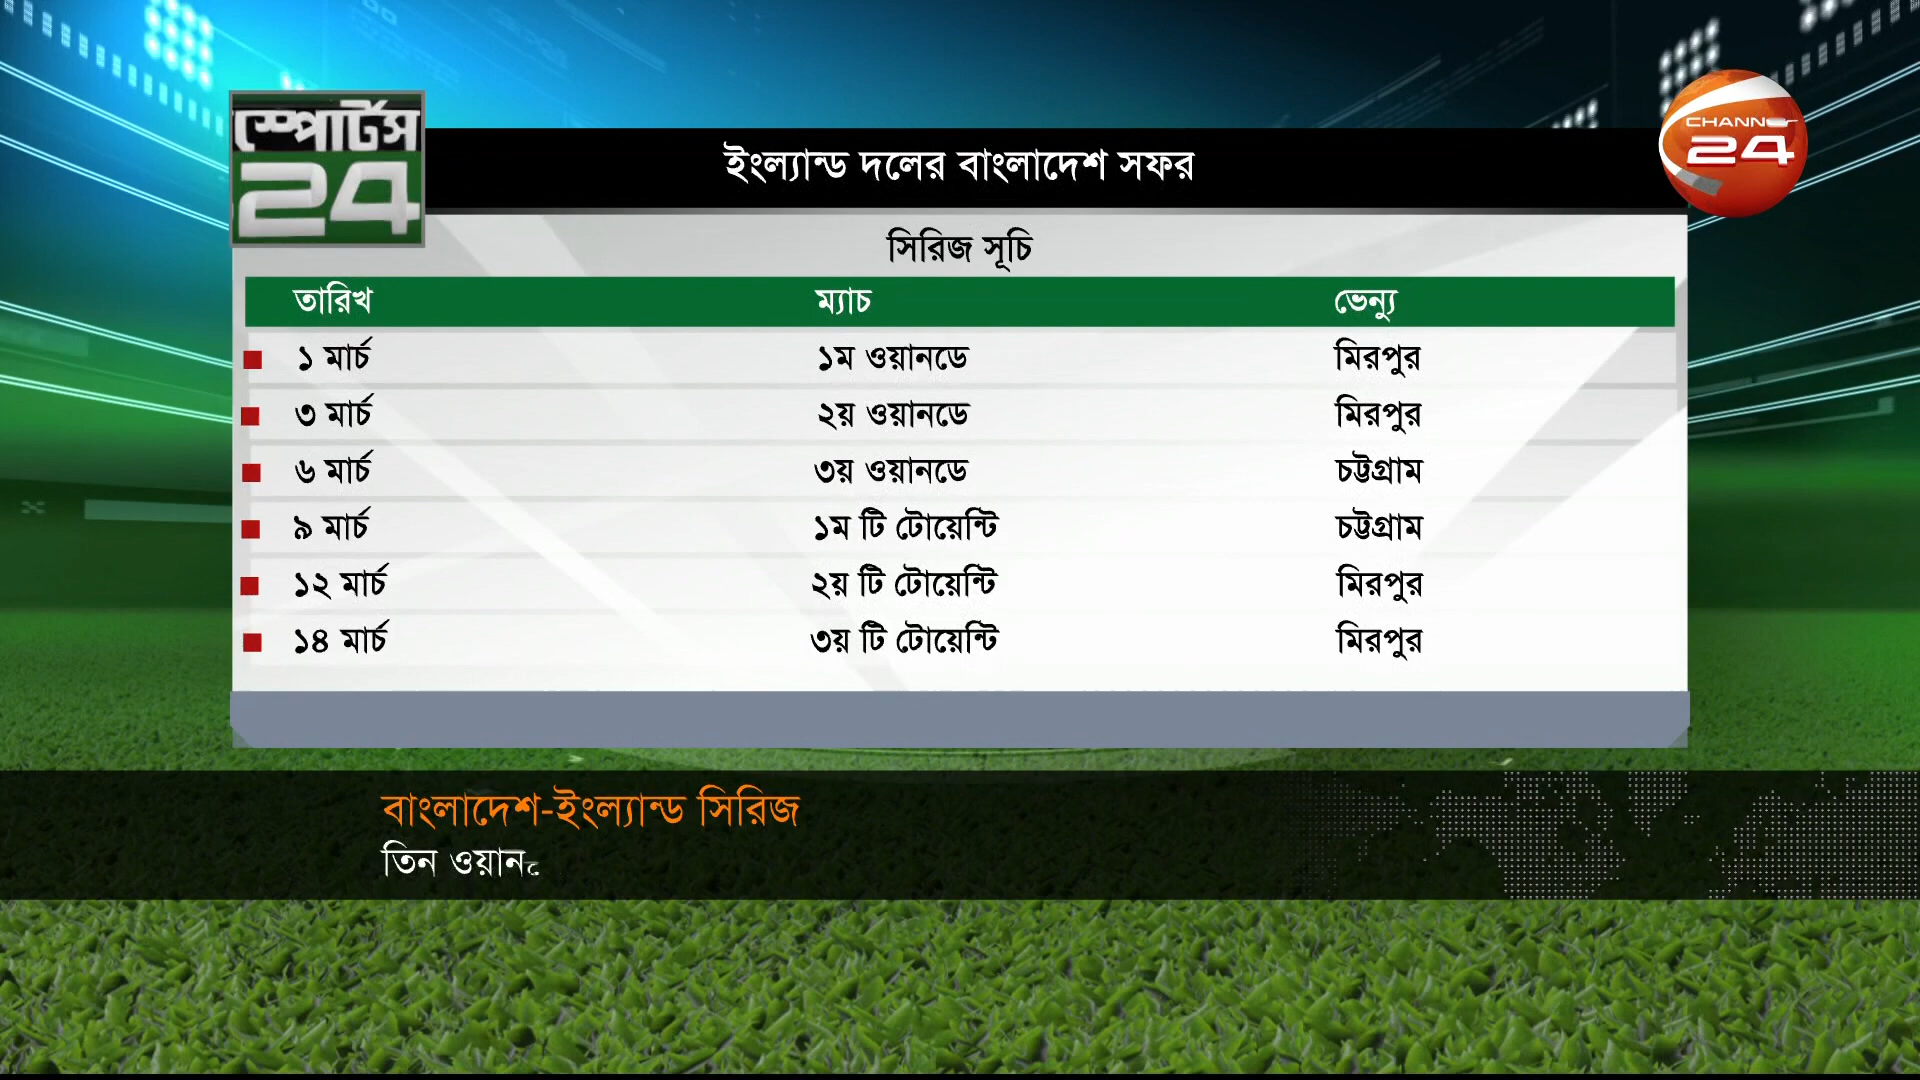 স্পোর্টস
24
CHANNEL
24
ইংল্যান্ড দলের বাংলাদেশ সফর
সিরিজ সূচি
তারিখ ম্যাচ ভেন্যু
১ মার্চ ১ম ওয়ানডে মিরপুর
৩ মার্চ ২য় ওয়ানডে মিরপুর
৬ মার্চ ৩য় ওয়ানডে চট্টগ্রাম
৯ মার্চ ১ম টি টোয়েন্টি চট্টগ্রাম
১২ মার্চ ২য় টি টোয়েন্টি মিরপুর
১৪ মার্চ ৩য় টি টোয়েন্টি মিরপুর
বাংলাদেশ-ইংল্যান্ড সিরিজ
তিন ওয়ান